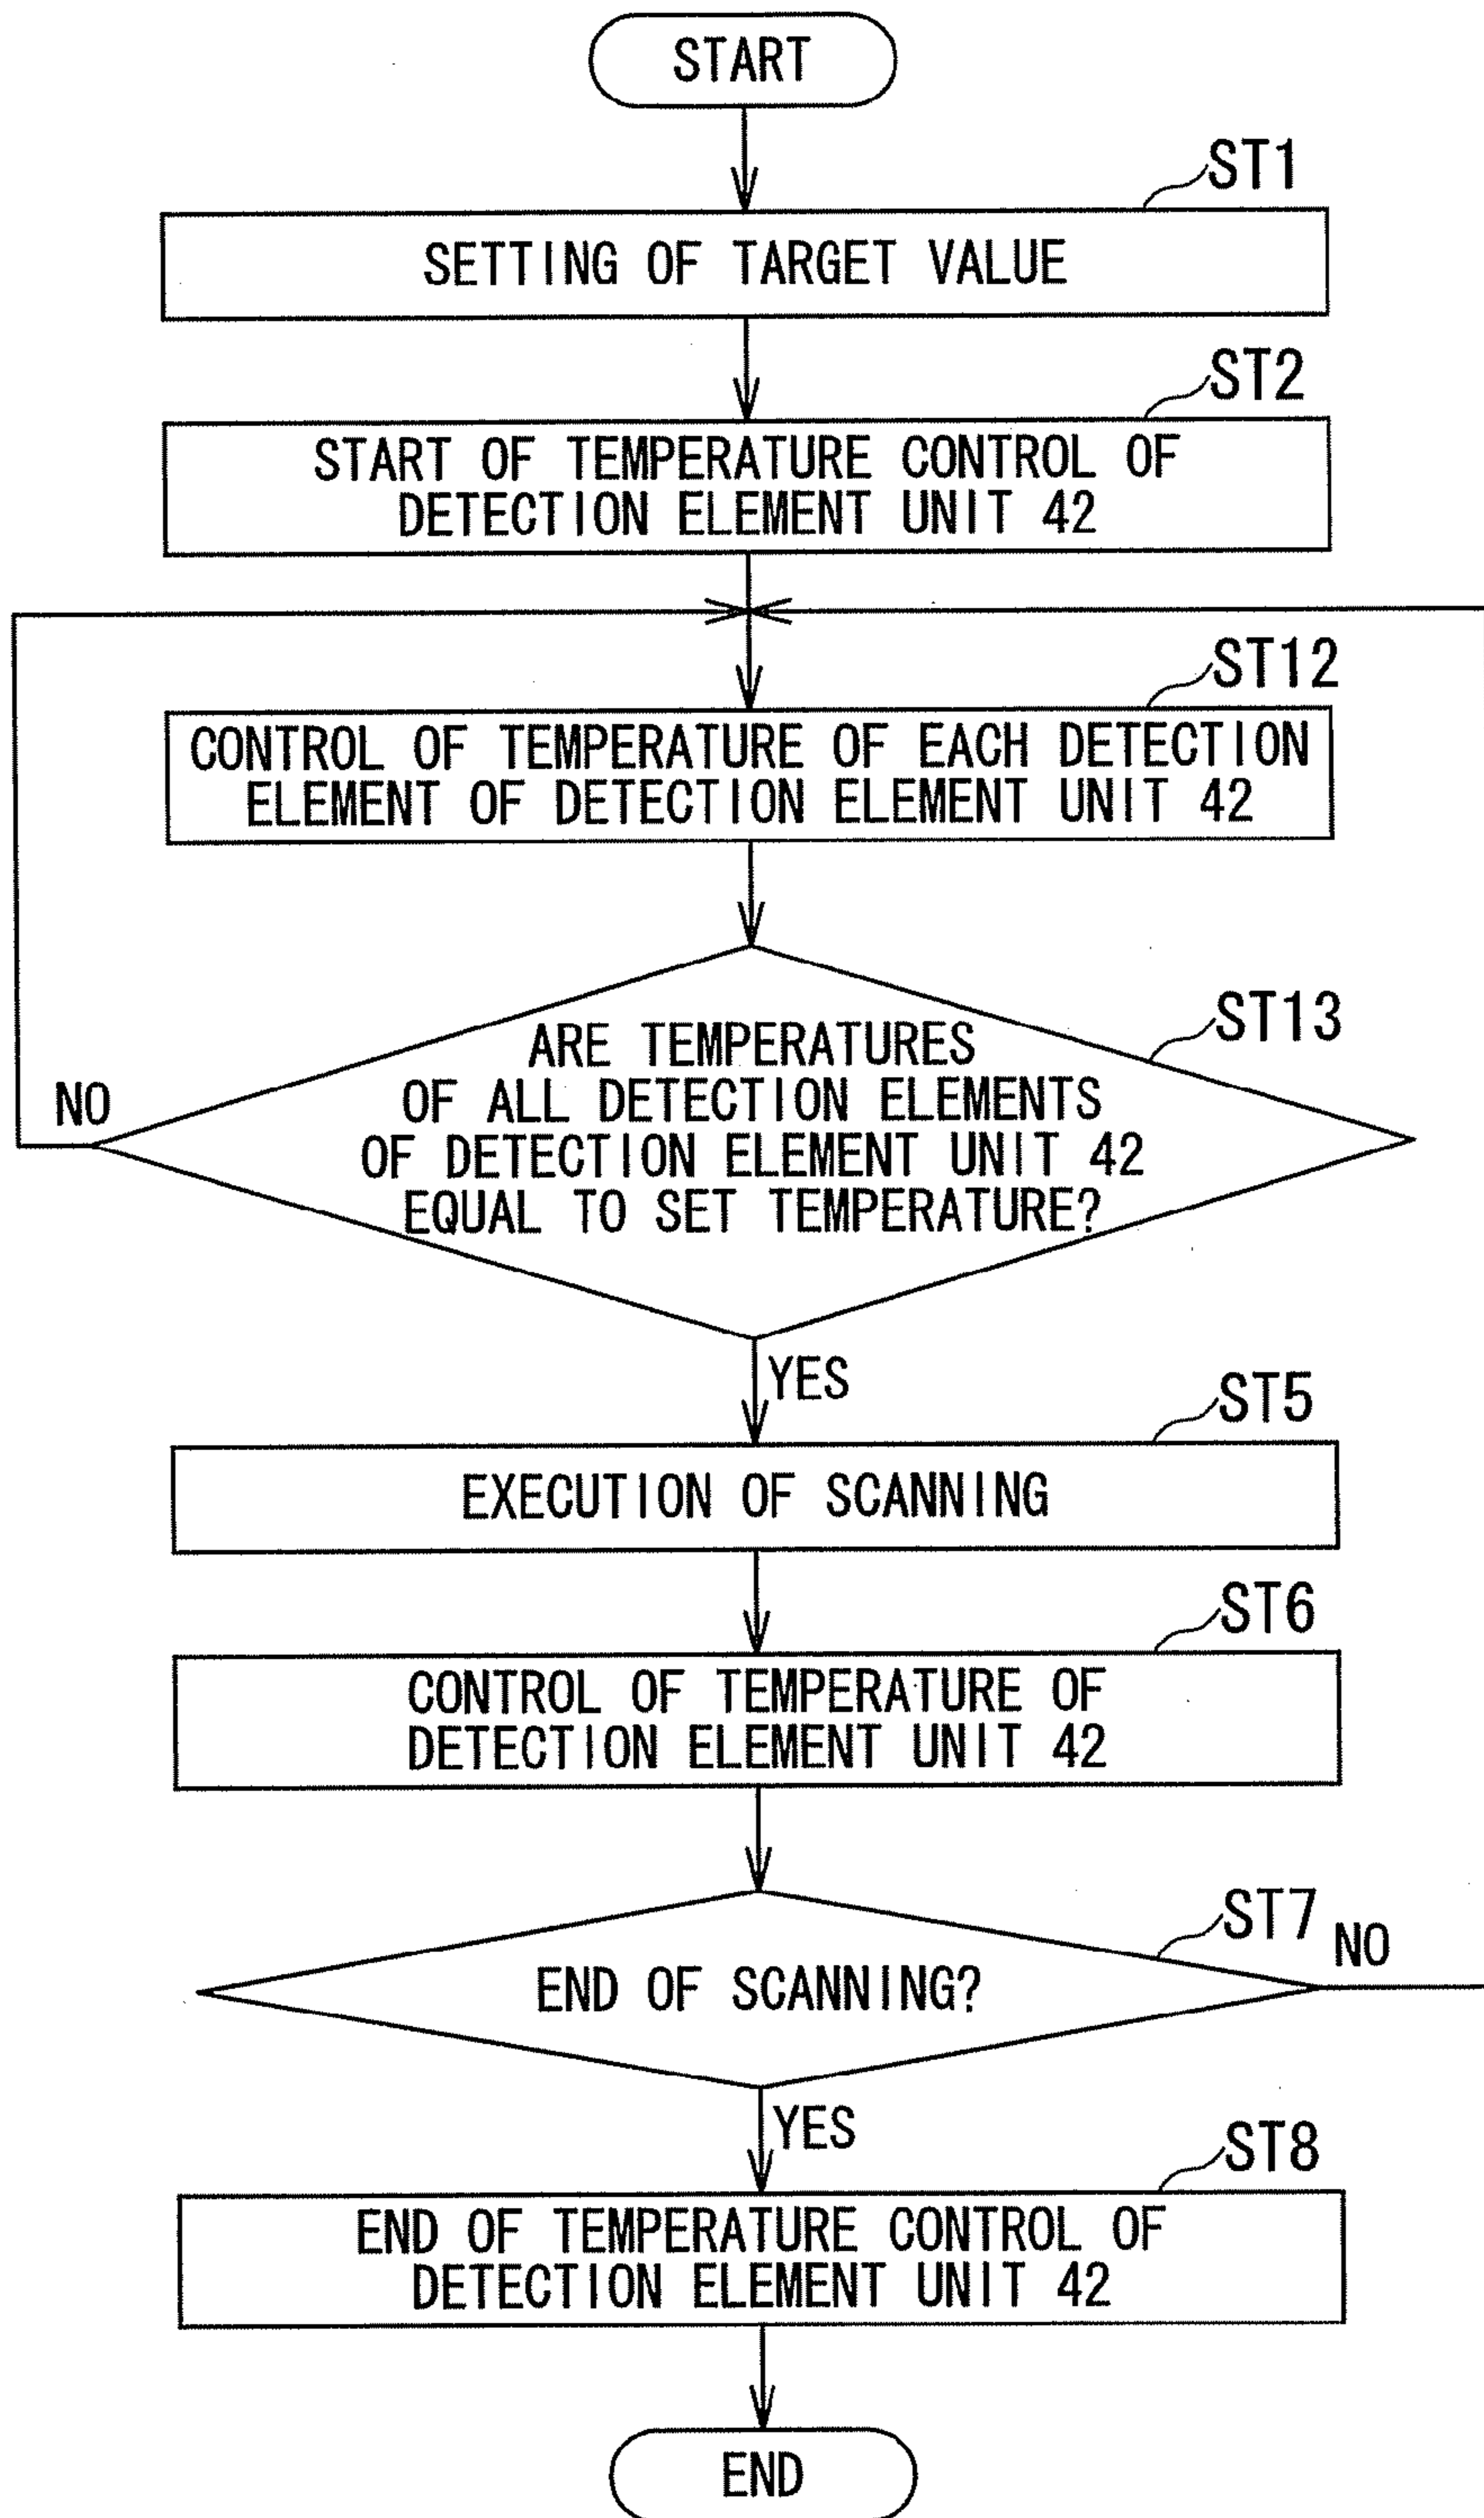 START
ST1
SETTING OF TARGET VALUE
ST2
START OF TEMPERATURE CONTROL OF
DETECTION ELEMENT UNIT 42
ST12
CONTROL OF TEMPERATURE OF EACH DETECTION
ELEMENT OF DETECTION ELEMENT UNIT 42
ST13
ARE TEMPERATURES
OF ALL DETECTION ELEMENTS
NO
OF DETECTION ELEMENT UNIT 42
EQUAL TO SET TEMPERATURE?
YES
ST5
EXECUTION OF SCANNING
ST6
CONTROL OF TEMPERATURE OF
DETECTION ELEMENT UNIT 42
ST7
NO
END OF SCANNING?
YES
ST8
END OF TEMPERATURE CONTROL OF
DETECTION ELEMENT UNIT 42
END